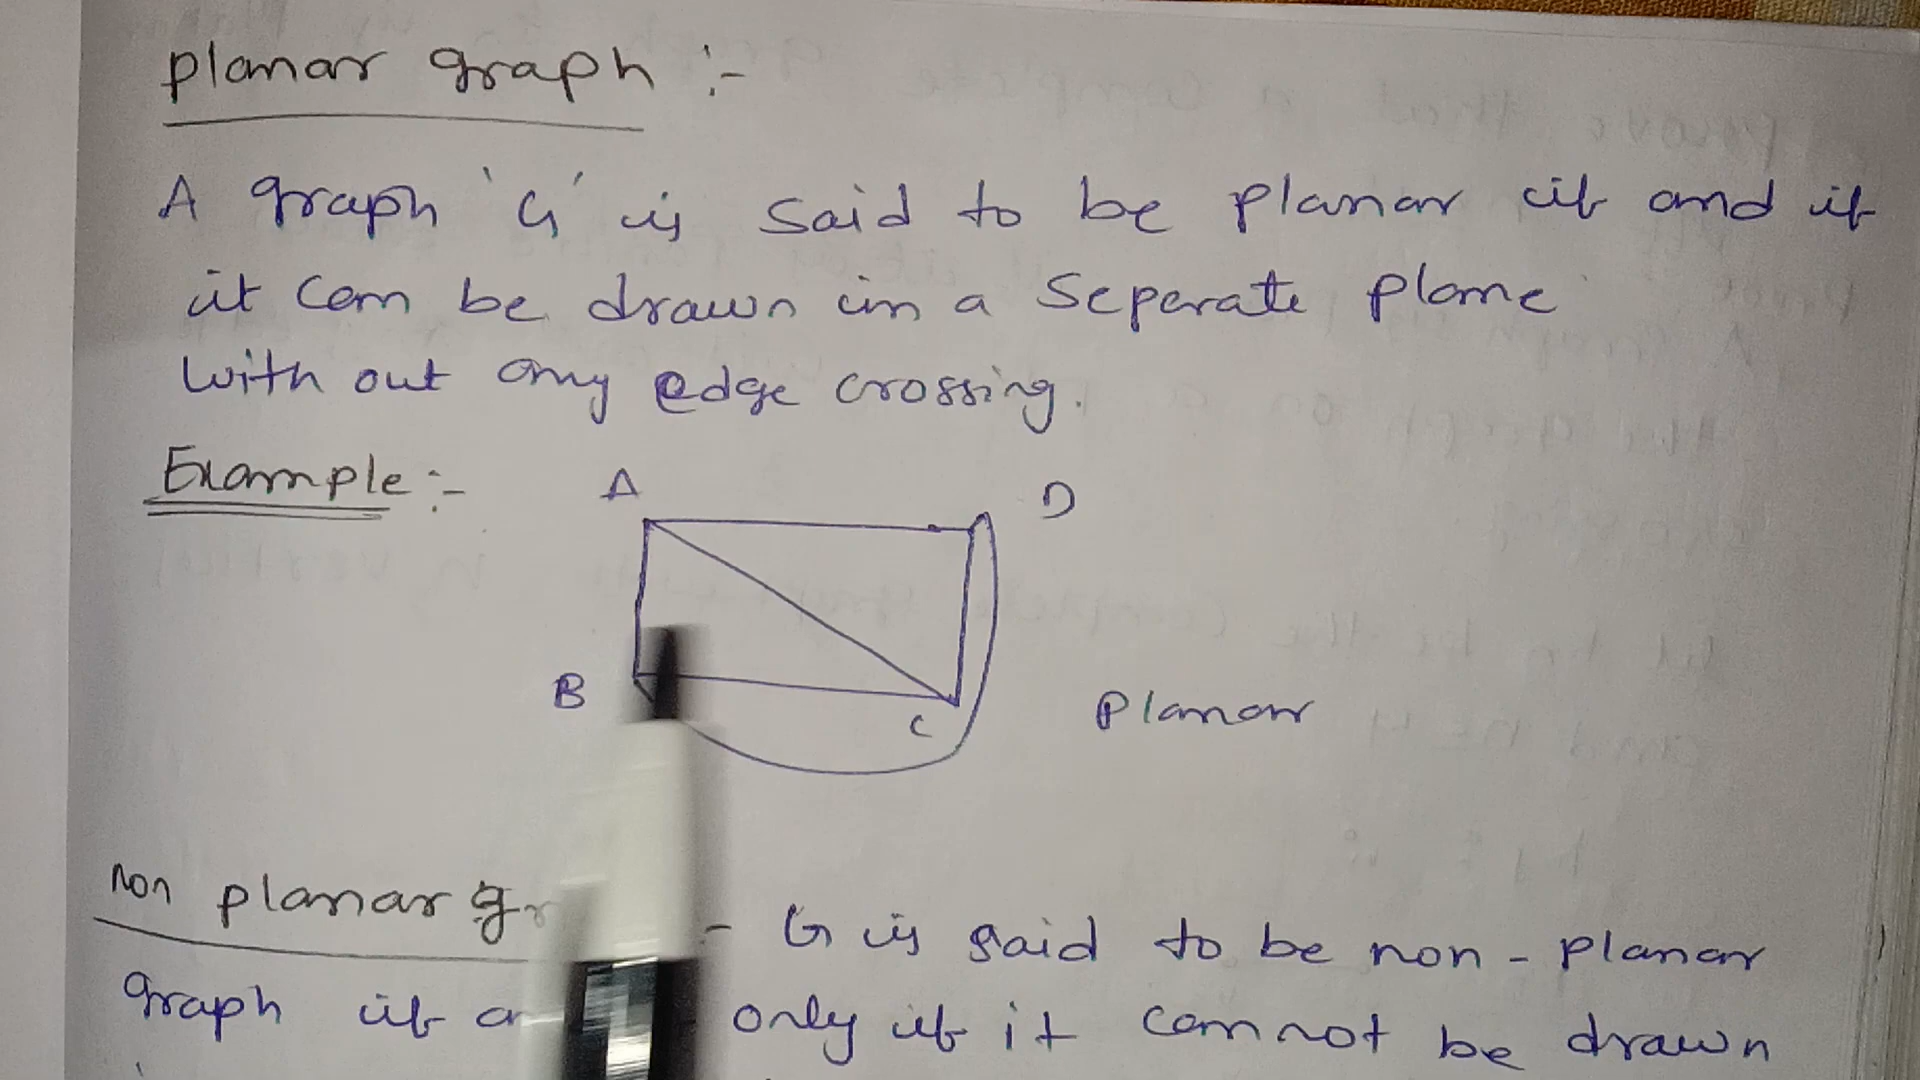 planar graph :-
A graph 'G' is said to be planar if and if
it can be drawn in a Separate plane
with out any edge crossing.
Example :-
A
D
B
C
Planar
non planar - G is said to be non - planar
graph if only if it cannot be drawn